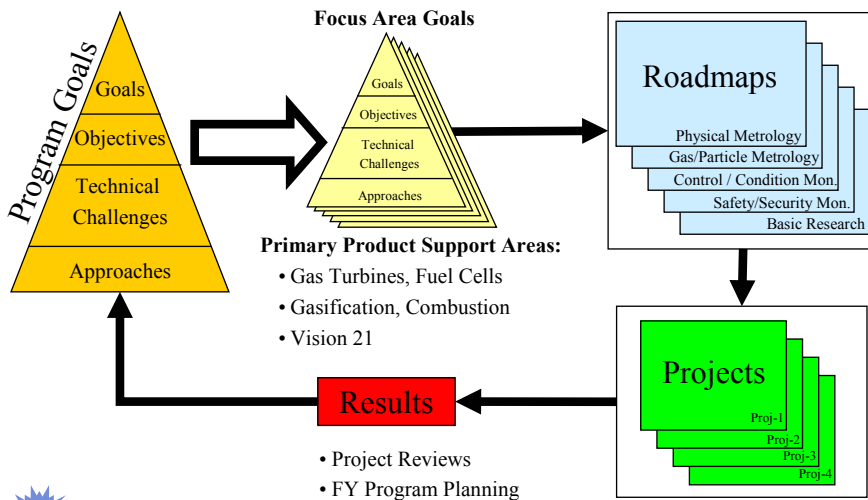 Program Goals
Goals
Objectives
Technical
Challenges
Approaches
Focus Area Goals
Goals
Objectives
Technical
Challenges
Approaches
Primary Product Support Areas:
• Gas Turbines, Fuel Cells
• Gasification, Combustion
• Vision 21
Roadmaps
Physical Metrology
Gas/Particle Metrology
Control / Condition Mon.
Safety/Security Mon.
Basic Research
Projects
Proj-1
Proj-2
Proj-3
Proj-4
Results
• Project Reviews
• FY Program Planning